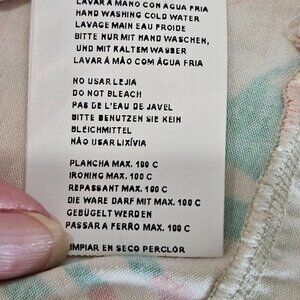 LAVAR A MANO CON AGUA FRIA
HAND WASHING COLD WATER
LAVAGE MAIN EAU FROIDE
BITTE NUR MIT HAND WASCHEN,
UND MIT KALTEM WASSER
LAVAR À MÃO COM ÁGUA FRIA
NO USAR LEJIA
DO NOT BLEACH
PAS DE L'EAU DE JAVEL
BITTE BENUTZEN SIE KEIN
BLEICHMITTEL
NÃO USAR LIXÍVIA
PLANCHA MAX. 100 C
IRONING MAX. 100 C
REPASSANT MAX. 100 C
DIE WARE DARF MIT MAX. 100 C
GEBÜGELT WERDEN
PASSAR A FERRO MAX. 100 C
IMPIAR EN SECO PERCLOR